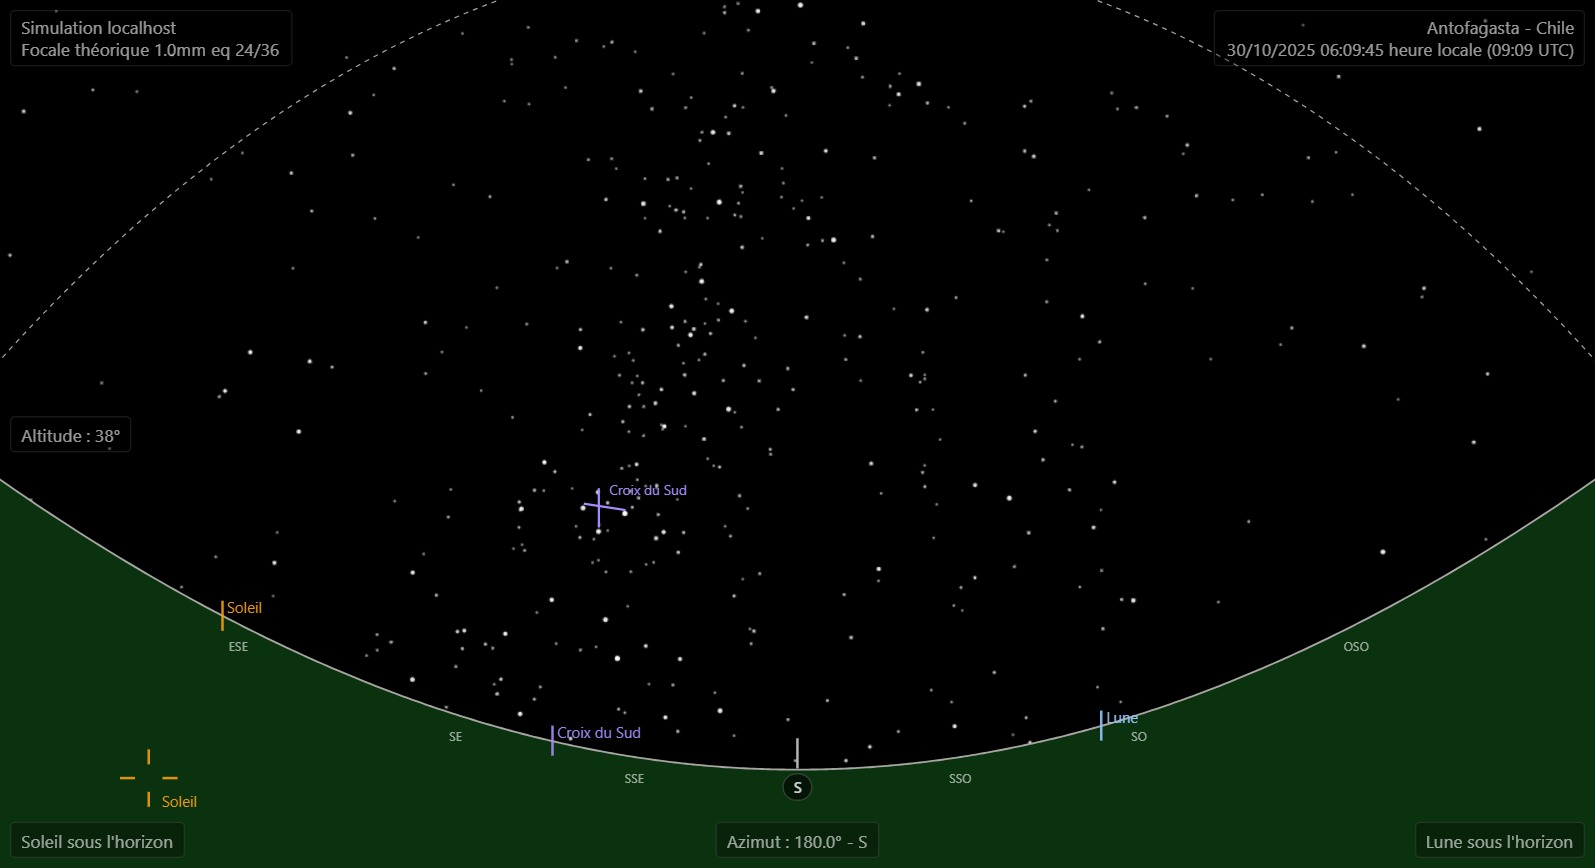 Simulation localhost
Focale théorique 1.0mm eq 24/36
Antofagasta - Chile
30/10/2025 06:09:45 heure locale (09:09 UTC)
Altitude : 38°
Croix du Sud
Soleil
ESE
OSO
Lune
Croix du Sud
SE
SO
SSE
SSO
S
Soleil
Soleil sous l'horizon
Azimut : 180.0° - S
Lune sous l'horizon